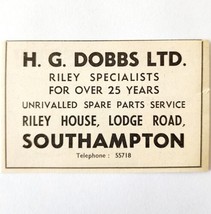 H. G. DOBBS LTD.
RILEY SPECIALISTS
FOR OVER 25 YEARS
UNRIVALLED SPARE PARTS SERVICE
RILEY HOUSE, LODGE ROAD,
SOUTHAMPTON
Telephone : 55718